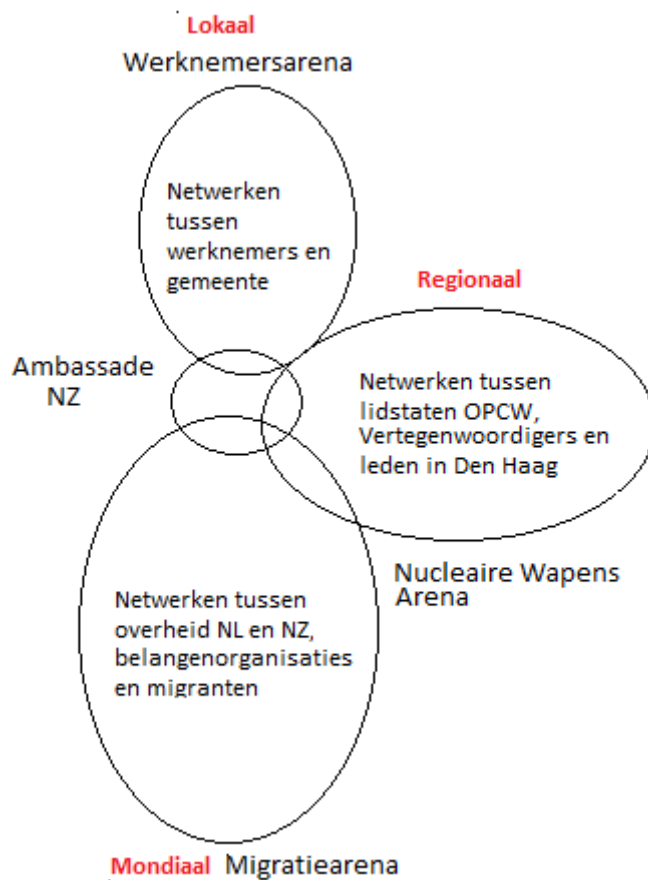 Lokaal
Werknemersarena
Netwerken
tussen
werknemers en
gemeente
Regionaal
Ambassade
NZ
Netwerken tussen
lidstaten OPCW,
Vertegenwoordigers en
leden in Den Haag
Nucleaire Wapens
Arena
Netwerken tussen
overheid NL en NZ,
belangenorganisaties
en migranten
Mondiaal Migratiearena